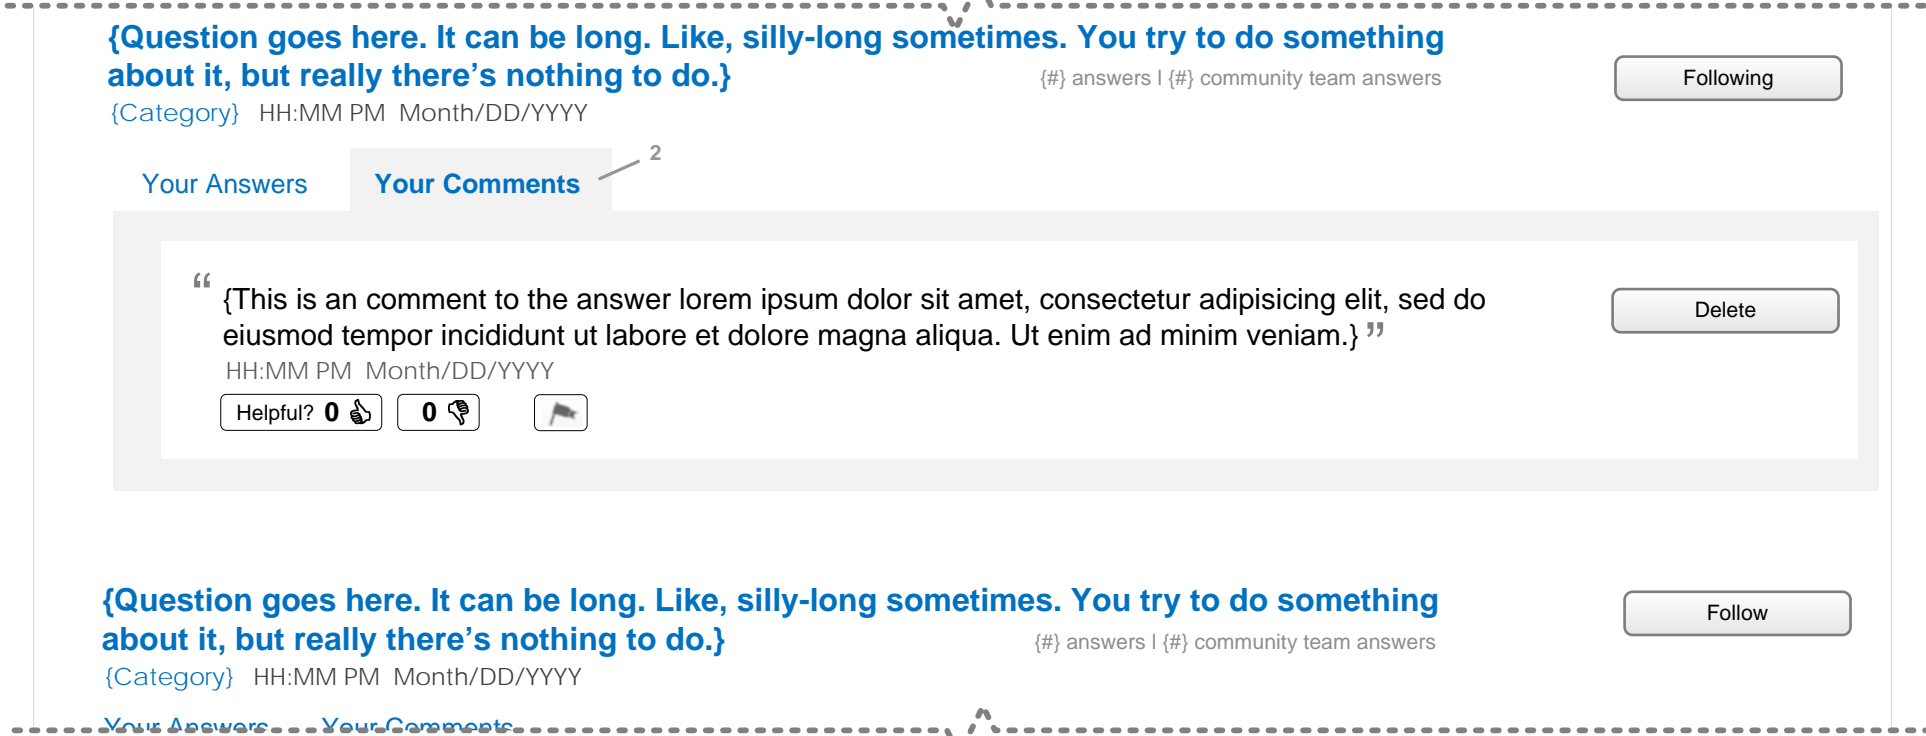 {Question goes here. It can be long. Like, silly-long sometimes. You try to do something
about it, but really there's nothing to do.}
{#} answers I {#} community team answers
Following
{Category} HH:MM PM Month/DD/YYYY
2
Your Answers Your Comments
“ {This is an comment to the answer lorem ipsum dolor sit amet, consectetur adipisicing elit, sed do
eiusmod tempor incididunt ut labore et dolore magna aliqua. Ut enim ad minim veniam.} ”
Delete
HH:MM PM Month/DD/YYYY
Helpful? 0 0
{Question goes here. It can be long. Like, silly-long sometimes. You try to do something
about it, but really there's nothing to do.}
{#} answers I {#} community team answers
Follow
{Category} HH:MM PM Month/DD/YYYY
Your Answers Your Comments